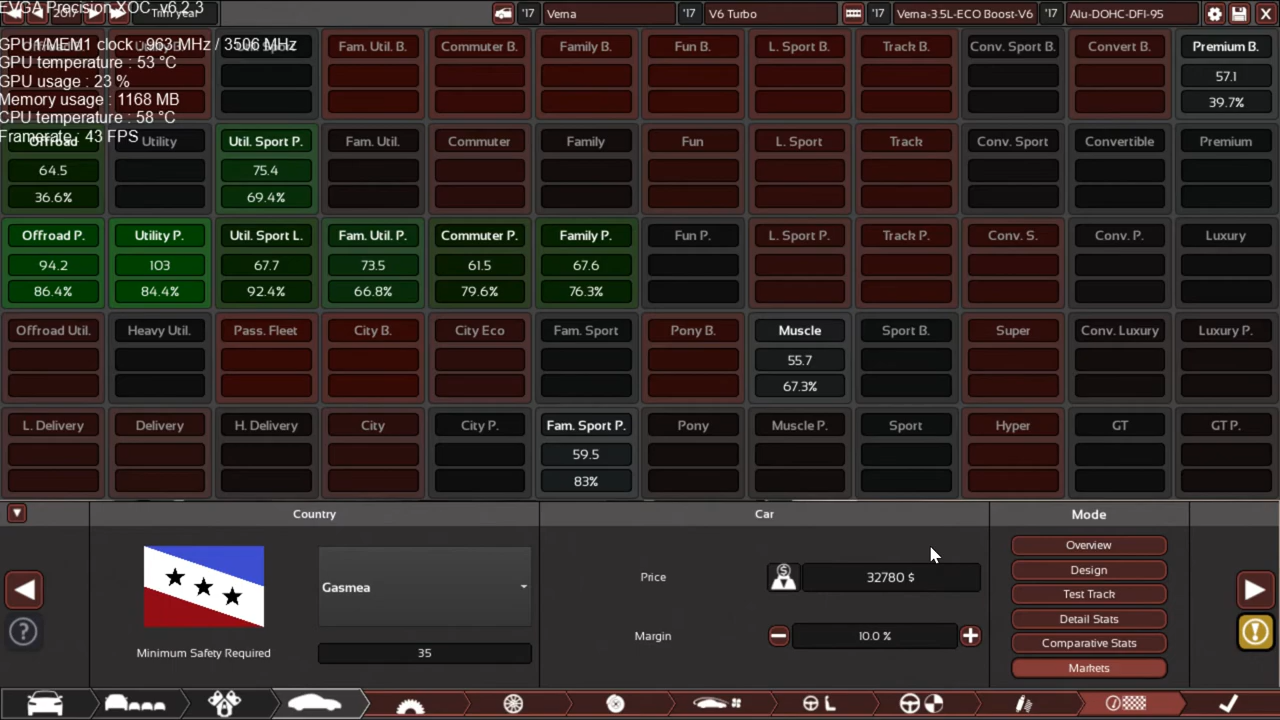 EVGA Precision XOC v6.2.3
2017 Trim year '17 Verna '17 V6 Turbo '17 Verna-3.5L-ECO Boost-V6 '17 Alu-DOHC-DFI-95
GPU1/MEM1 clock : 963 MHz / 3506 MHz
GPU temperature : 53 °C
GPU usage : 23 %
Memory usage : 1168 MB
CPU temperature : 58 °C
Framerate : 43 FPS
Fam. Util. B. Commuter B. Family B. Fun B. L. Sport B. Track B. Conv. Sport B. Convert B. Premium B.
57.1
39.7%
Offroad Utility Util. Sport P. Fam. Util. Commuter Family Fun L. Sport Track Conv. Sport Convertible Premium
64.5 75.4
36.6% 69.4%
Offroad P. Utility P. Util. Sport L. Fam. Util. P. Commuter P. Family P. Fun P. L. Sport P. Track P. Conv. S. Conv. P. Luxury
94.2 103 67.7 73.5 61.5 67.6
86.4% 84.4% 92.4% 66.8% 79.6% 76.3%
Offroad Util. Heavy Util. Pass. Fleet City B. City Eco Fam. Sport Pony B. Muscle Sport B. Super Conv. Luxury Luxury P.
55.7
67.3%
L. Delivery Delivery H. Delivery City City P. Fam. Sport P. Pony Muscle P. Sport Hyper GT GT P.
59.5
83%
Country Car Mode
Gasmea
Minimum Safety Required 35
Price 32780 $
Margin 10.0 %
Overview
Design
Test Track
Detail Stats
Comparative Stats
Markets